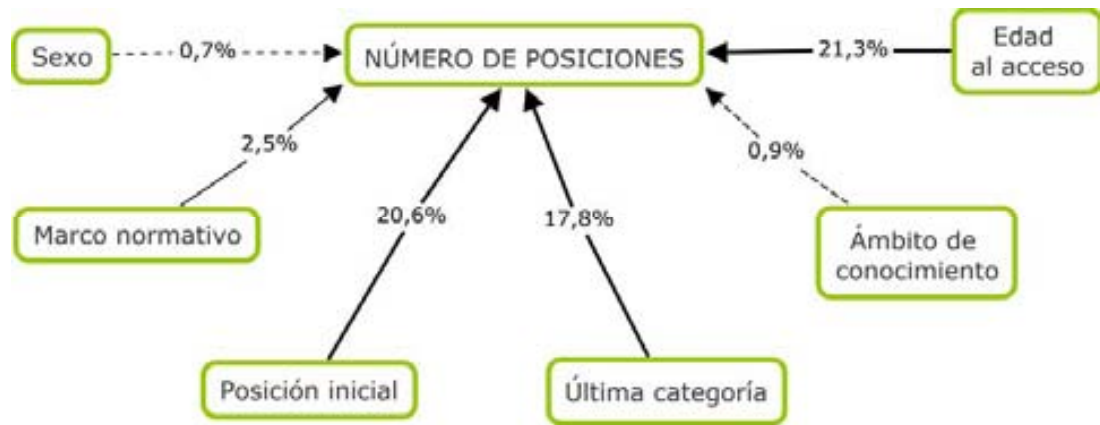 Sexo
0,7%
NÚMERO DE POSICIONES
21,3%
Edad
al acceso
2,5%
0,9%
Marco normativo
20,6%
17,8%
Ámbito de
conocimiento
Posición inicial
Última categoría